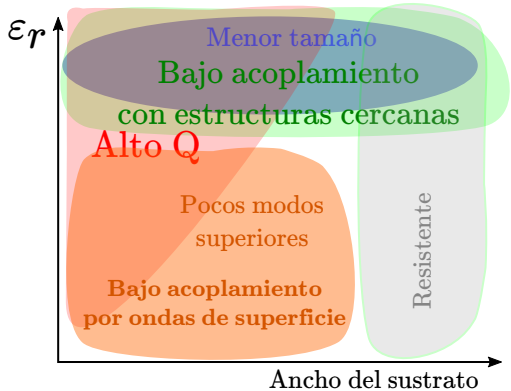 εr
Menor tamaño
Bajo acoplamiento
con estructuras cercanas
Alto Q
Pocos modos
superiores
Bajo acoplamiento
por ondas de superficie
Resistente
Ancho del sustrato